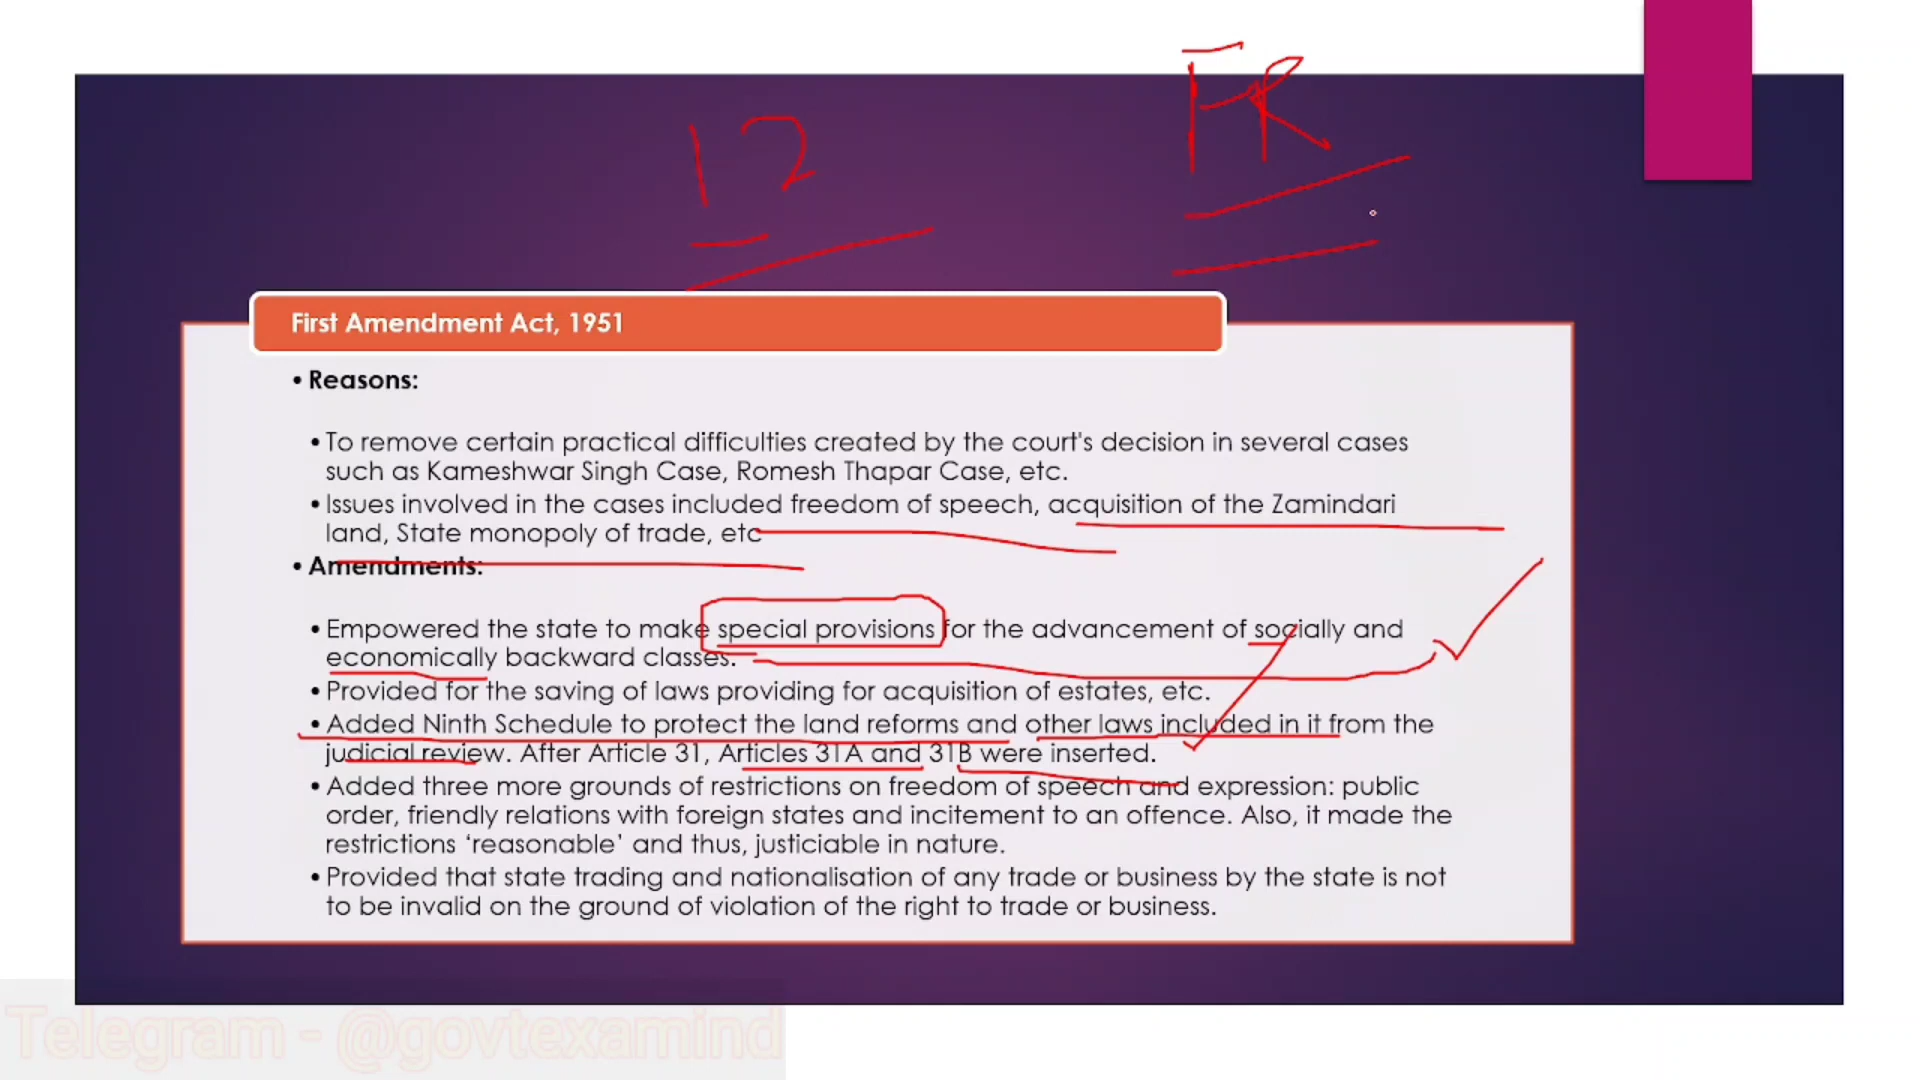 12
FR
First Amendment Act, 1951
• Reasons:
• To remove certain practical difficulties created by the court's decision in several cases
such as Kameshwar Singh Case, Romesh Thapar Case, etc.
• Issues involved in the cases included freedom of speech, acquisition of the Zamindari
land, State monopoly of trade, etc
• Amendments:
• Empowered the state to make special provisions for the advancement of socially and
economically backward classes.
• Provided for the saving of laws providing for acquisition of estates, etc.
• Added Ninth Schedule to protect the land reforms and other laws included in it from the
judicial review. After Article 31, Articles 31A and 31B were inserted.
• Added three more grounds of restrictions on freedom of speech and expression: public
order, friendly relations with foreign states and incitement to an offence. Also, it made the
restrictions ‘reasonable’ and thus, justiciable in nature.
• Provided that state trading and nationalisation of any trade or business by the state is not
to be invalid on the ground of violation of the right to trade or business.
Telegram - @govtexamind